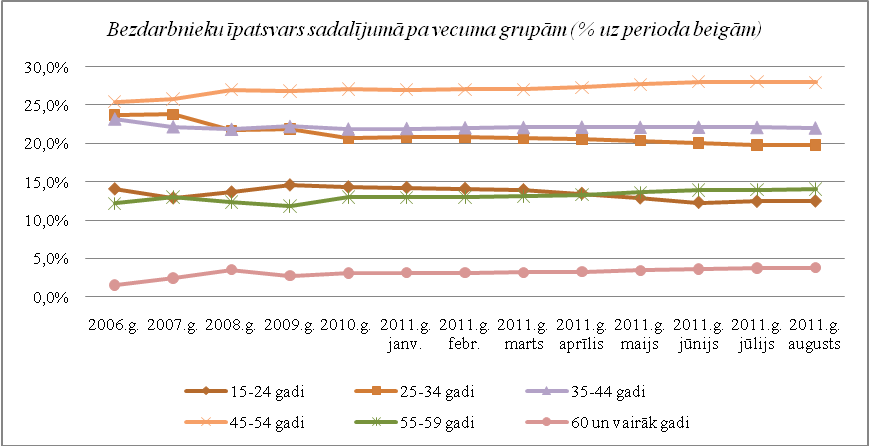 Bezdarbnieku īpatsvars sadalījumā pa vecuma grupām (% uz perioda beigām)
30,0%
25,0%
20,0%
15,0%
10,0%
5,0%
0,0%
2006.g. 2007.g. 2008.g. 2009.g. 2010.g. 2011.g. 2011.g. 2011.g. 2011.g. 2011.g. 2011.g. 2011.g. 2011.g.
janv. febr. marts aprīlis maijs jūnijs jūlijs augusts
15-24 gadi 25-34 gadi 35-44 gadi
45-54 gadi 55-59 gadi 60 un vairāk gadi